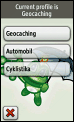 Current profile is
Geocaching
Geocaching
Automobil
Cyklistika